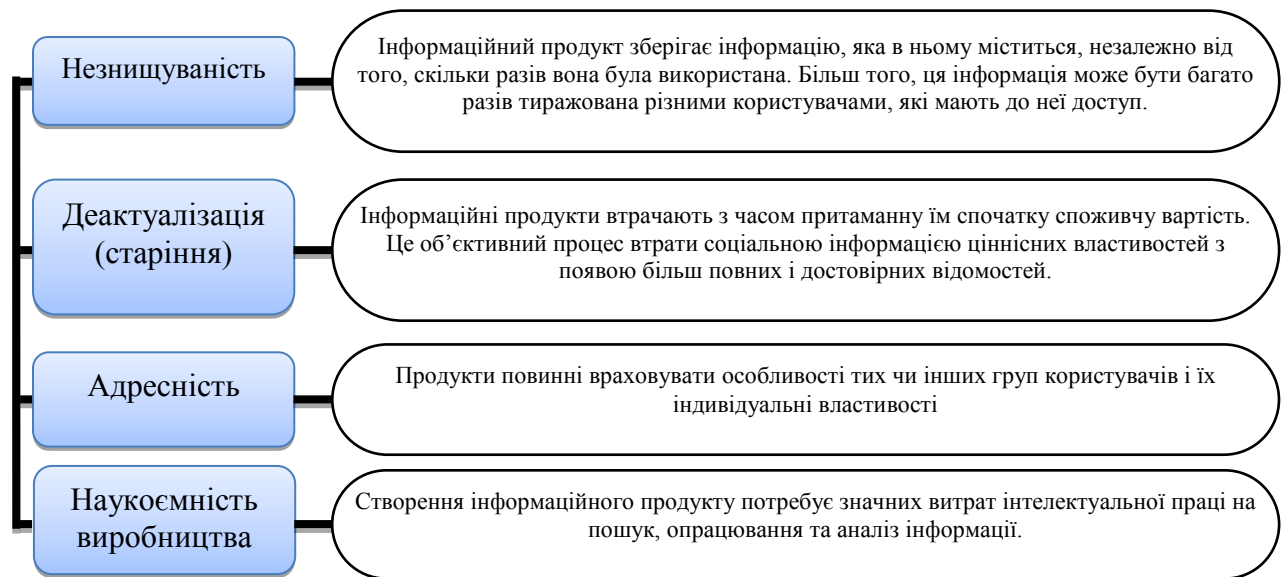 Незнищуваність
Інформаційний продукт зберігає інформацію, яка в ньому міститься, незалежно від
того, скільки разів вона була використана. Більш того, ця інформація може бути багато
разів тиражована різними користувачами, які мають до неї доступ.
Деактуалізація
(старіння)
Інформаційні продукти втрачають з часом притаманну їм спочатку споживчу вартість.
Це об’єктивний процес втрати соціальною інформацією ціннісних властивостей з
появою більш повних і достовірних відомостей.
Адресність
Продукти повинні враховувати особливості тих чи інших груп користувачів і їх
індивідуальні властивості
Наукоємність
виробництва
Створення інформаційного продукту потребує значних витрат інтелектуальної праці на
пошук, опрацювання та аналіз інформації.